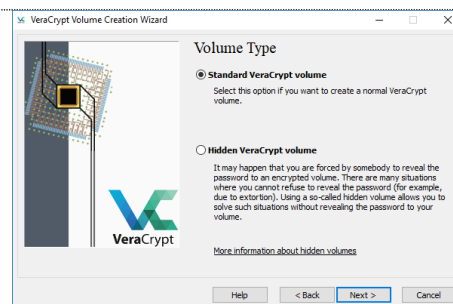 VeraCrypt Volume Creation Wizard
Volume Type
Standard VeraCrypt volume
Select this option if you want to create a normal VeraCrypt
volume.
Hidden VeraCrypt volume
It may happen that you are forced by somebody to reveal the
password to an encrypted volume. There are many situations
where you cannot refuse to reveal the password (for example,
due to extortion). Using a so-called hidden volume allows you to
solve such situations without revealing the password to your
volume.
VeraCrypt
More information about hidden volumes
Help < Back Next > Cancel